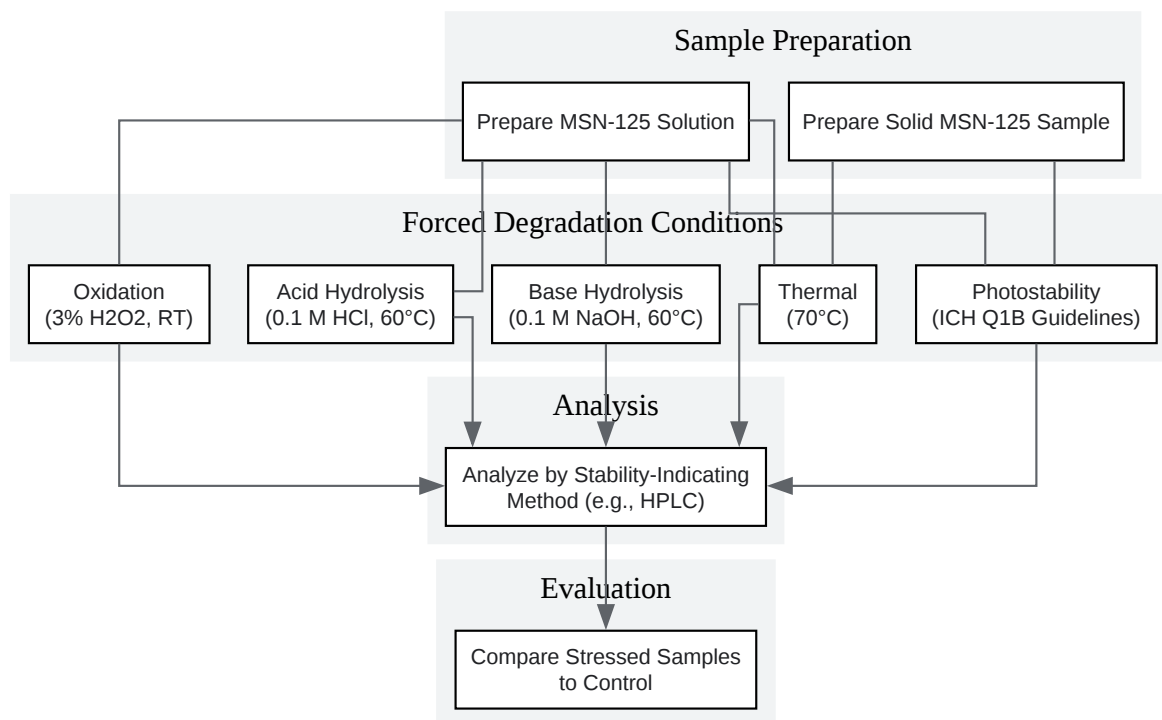 Sample Preparation
Prepare MSN-125 Solution
Prepare Solid MSN-125 Sample
Forced Degradation Conditions
Oxidation
(3% H2O2, RT)
Acid Hydrolysis
(0.1 M HCl, 60°C)
Base Hydrolysis
(0.1 M NaOH, 60°C)
Thermal
(70°C)
Photostability
(ICH Q1B Guidelines)
Analysis
Analyze by Stability-Indicating
Method (e.g., HPLC)
Evaluation
Compare Stressed Samples
to Control